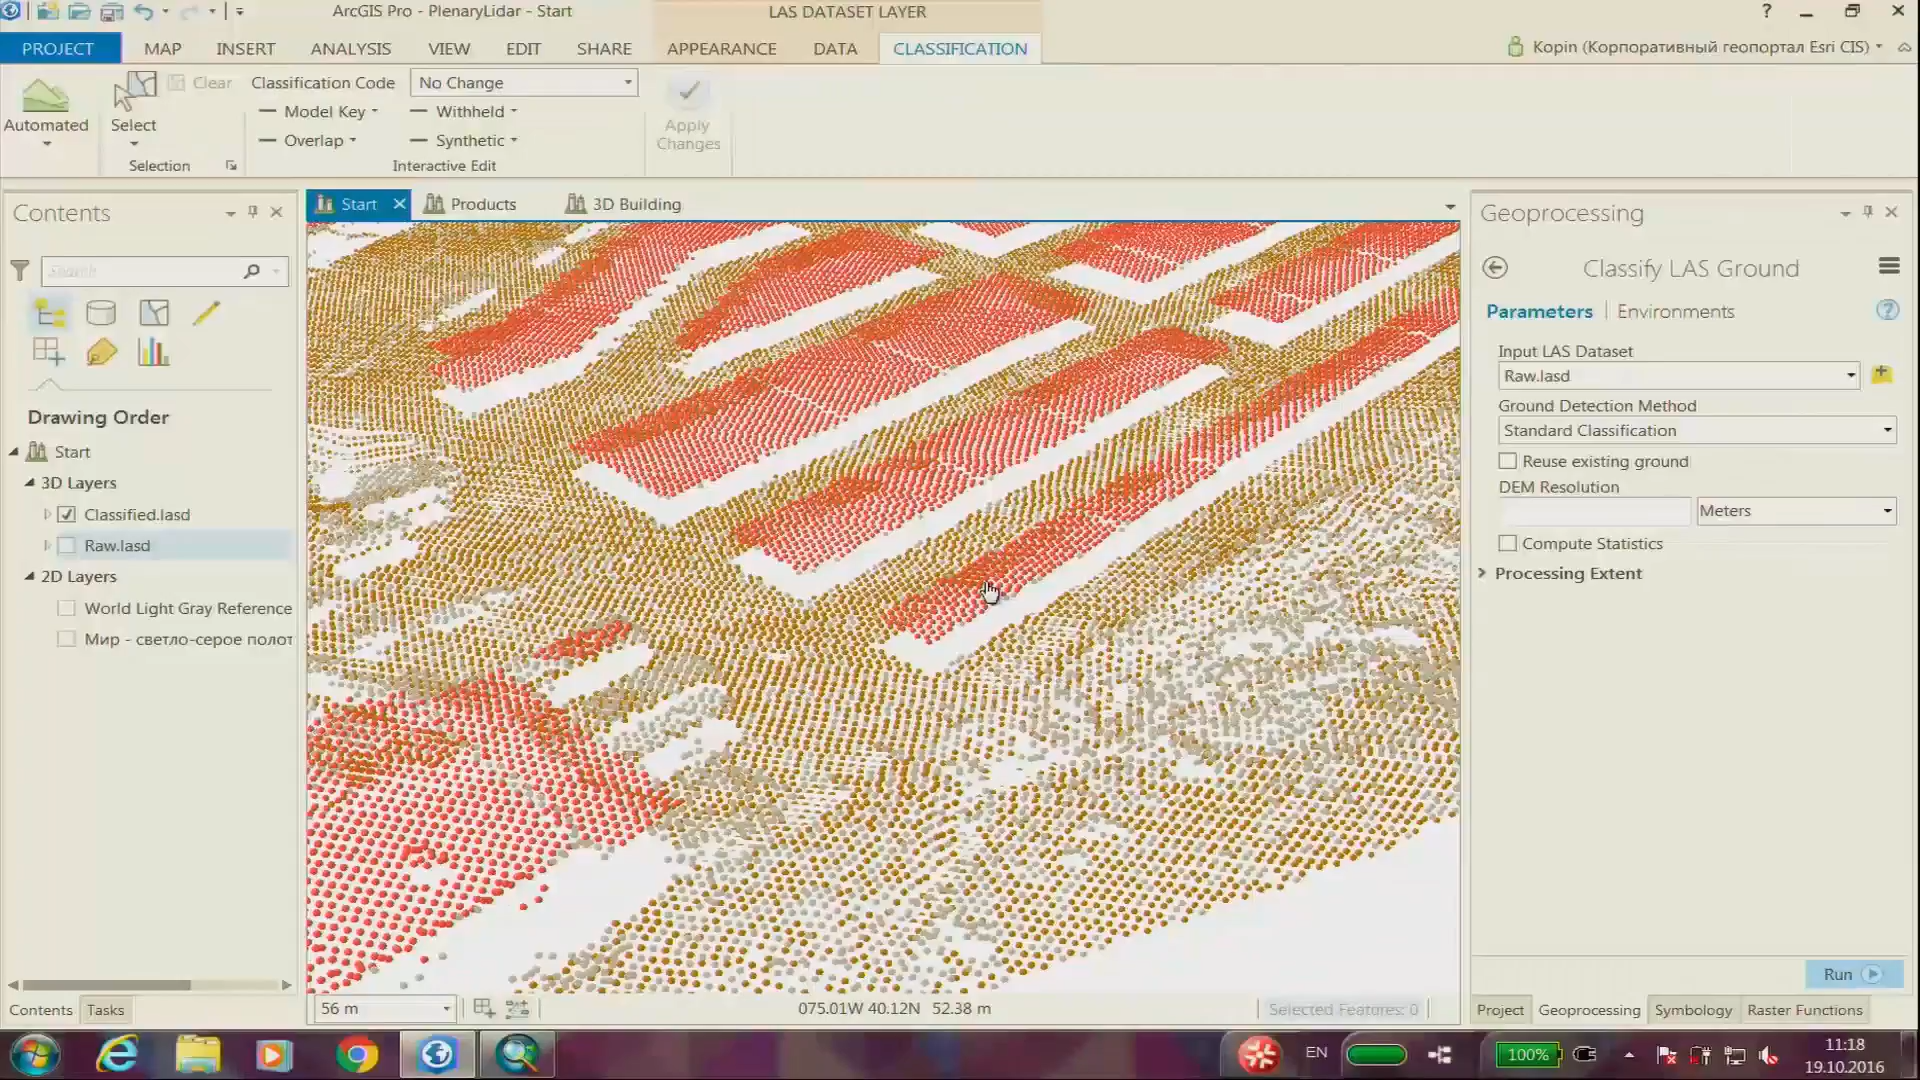 ArcGIS Pro - PlenaryLidar - Start
LAS DATASET LAYER
?
PROJECT
MAP
INSERT
ANALYSIS
VIEW
EDIT
SHARE
APPEARANCE
DATA
CLASSIFICATION
Kopin (Корпоративный геопортал Esri CIS)
Automated
Select
Clear
Selection
Classification Code
No Change
Model Key
Withheld
Overlap
Synthetic
Interactive Edit
Apply
Changes
Contents
Search
Drawing Order
Start
3D Layers
Classified.lasd
Raw.lasd
2D Layers
World Light Gray Reference
Мир - светло-серое полот
Contents
Tasks
Start
Products
3D Building
56 m
075.01W 40.12N 52.38 m
Selected Features: 0
Geoprocessing
Classify LAS Ground
Parameters
Environments
?
Input LAS Dataset
Raw.lasd
Ground Detection Method
Standard Classification
Reuse existing ground
DEM Resolution
Meters
Compute Statistics
Processing Extent
Run
Project
Geoprocessing
Symbology
Raster Functions
EN
100%
11:18
19.10.2016